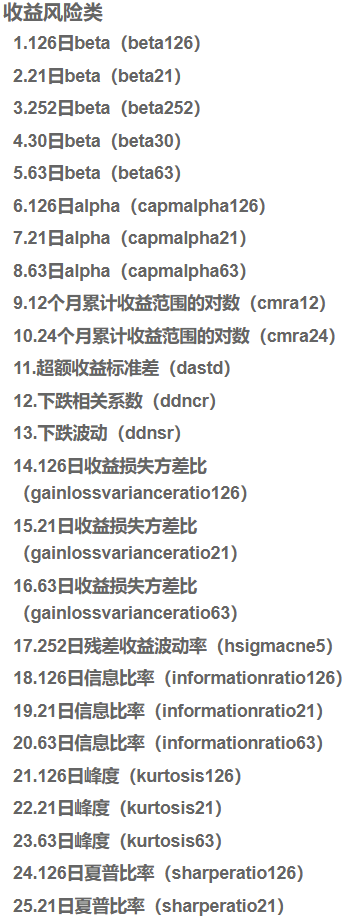 收益风险类
1.126日beta（beta126）
2.21日beta（beta21）
3.252日beta（beta252）
4.30日beta（beta30）
5.63日beta（beta63）
6.126日alpha（capmalpha126）
7.21日alpha（capmalpha21）
8.63日alpha（capmalpha63）
9.12个月累计收益范围的对数（cmra12）
10.24个月累计收益范围的对数（cmra24）
11.超额收益标准差（dastd）
12.下跌相关系数（ddncr）
13.下跌波动（ddnsr）
14.126日收益损失方差比
（gainlossvarianceratio126）
15.21日收益损失方差比
（gainlossvarianceratio21）
16.63日收益损失方差比
（gainlossvarianceratio63）
17.252日残差收益波动率（hsigmacne5）
18.126日信息比率（informationratio126）
19.21日信息比率（informationratio21）
20.63日信息比率（informationratio63）
21.126日峰度（kurtosis126）
22.21日峰度（kurtosis21）
23.63日峰度（kurtosis63）
24.126日夏普比率（sharperatio126）
25.21日夏普比率（sharperatio21）